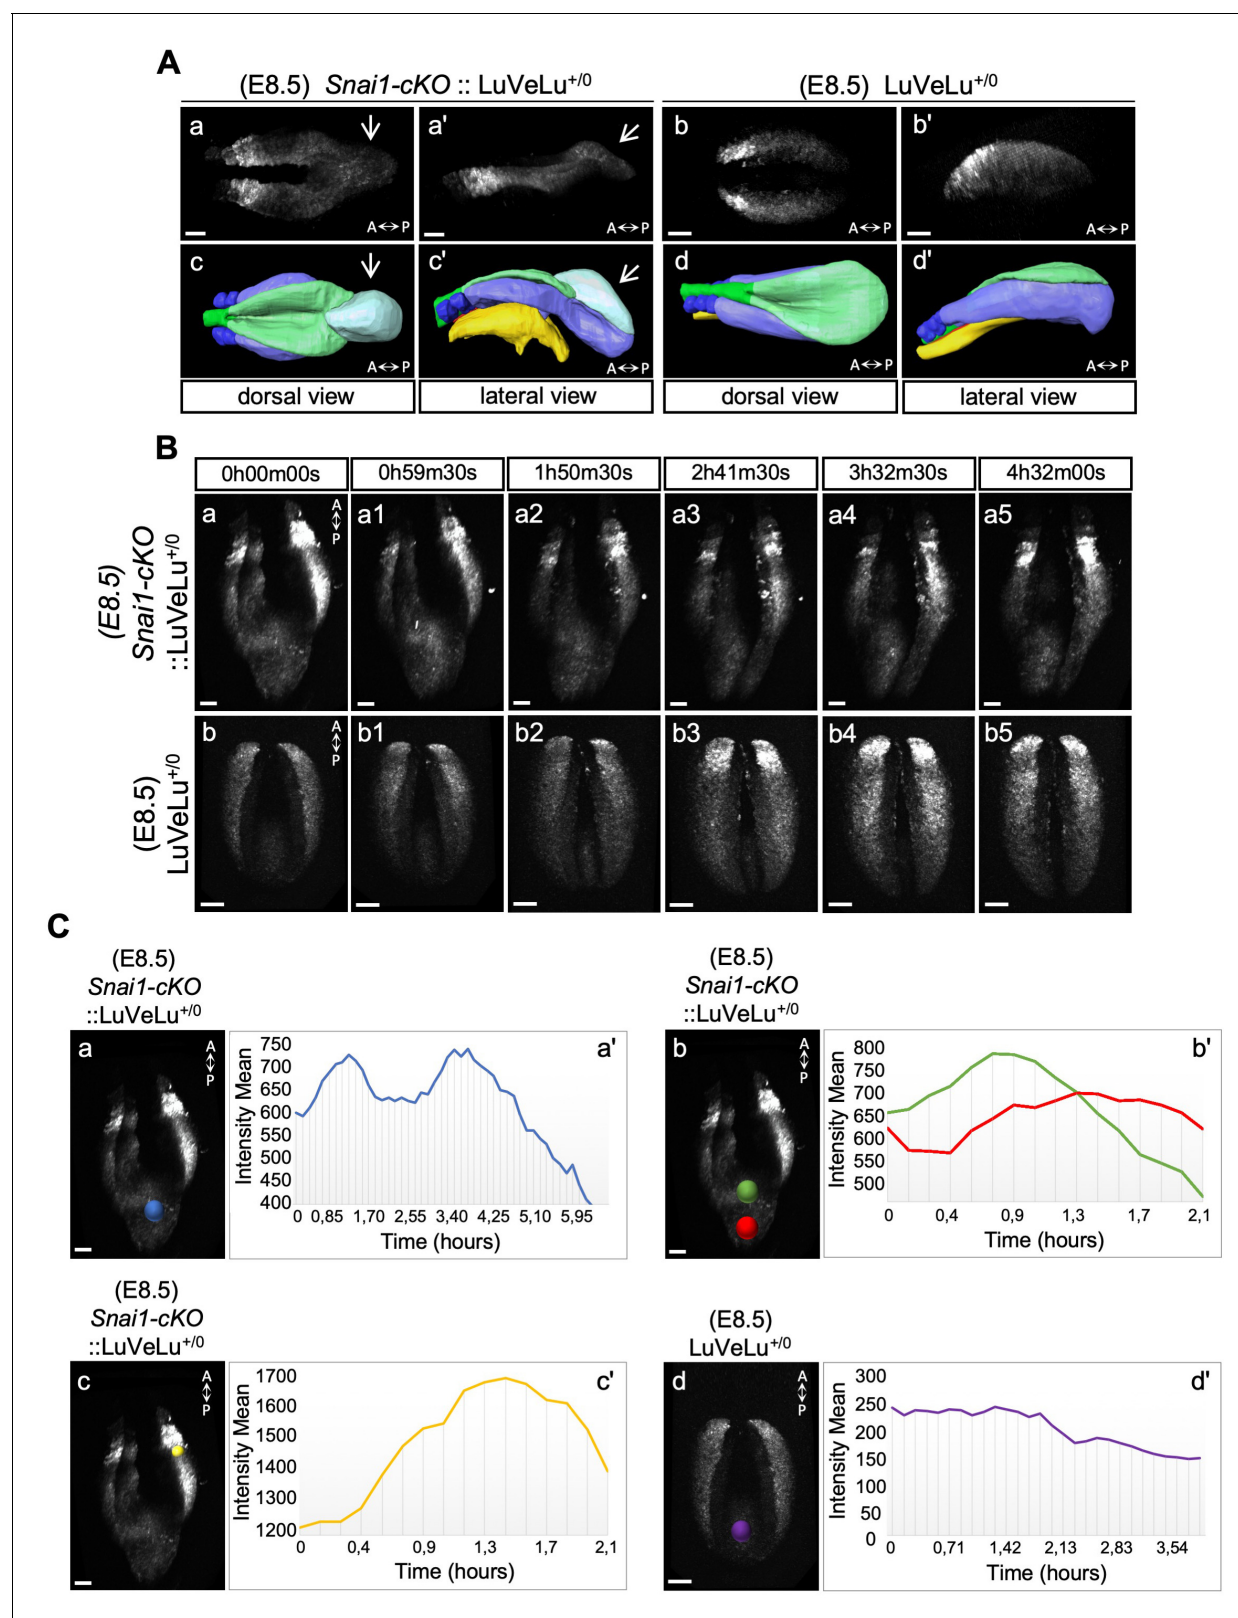 A
(E8.5) Snai1-cKO :: LuVeLu+/0
(E8.5) LuVeLu+/0
a
a'
b
b'
A↔P
A↔P
A↔P
A↔P
c
c'
d
d'
A↔P
A↔P
A↔P
A↔P
dorsal view
lateral view
dorsal view
lateral view
B
0h00m00s
0h59m30s
1h50m30s
2h41m30s
3h32m30s
4h32m00s
(E8.5)
Snai1-cKO
::LuVeLu+/0
a
A↔P
a1
a2
a3
a4
a5
(E8.5)
LuVeLu+/0
b
A↔P
b1
b2
b3
b4
b5
C
(E8.5)
Snai1-cKO
::LuVeLu+/0
a
A↔P
a'
Intensity Mean
750
700
650
600
550
500
450
400
0 0,85 1,70 2,55 3,40 4,25 5,10 5,95
Time (hours)
(E8.5)
Snai1-cKO
::LuVeLu+/0
b
A↔P
b'
Intensity Mean
800
750
700
650
600
550
500
0 0,4 0,9 1,3 1,7 2,1
Time (hours)
(E8.5)
Snai1-cKO
::LuVeLu+/0
c
A↔P
c'
Intensity Mean
1700
1600
1500
1400
1300
1200
0 0,4 0,9 1,3 1,7 2,1
Time (hours)
(E8.5)
LuVeLu+/0
d
A↔P
d'
Intensity Mean
300
250
200
150
100
50
0
0 0,71 1,42 2,13 2,83 3,54
Time (hours)